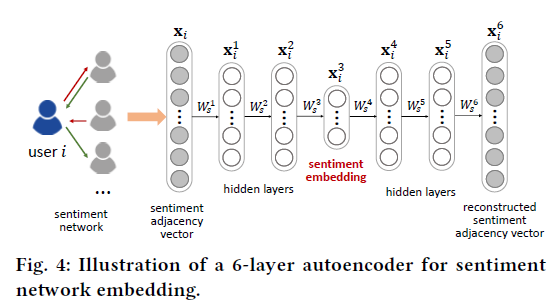 x_i
x_i^1
x_i^2
x_i^3
x_i^4
x_i^5
x_i^6
W_s^1
W_s^2
W_s^3
W_s^4
W_s^5
W_s^6
user i
...
sentiment
network
sentiment
adjacency
vector
hidden layers
sentiment
embedding
hidden layers
reconstructed
sentiment
adjacency vector
Fig. 4: Illustration of a 6-layer autoencoder for sentiment
network embedding.